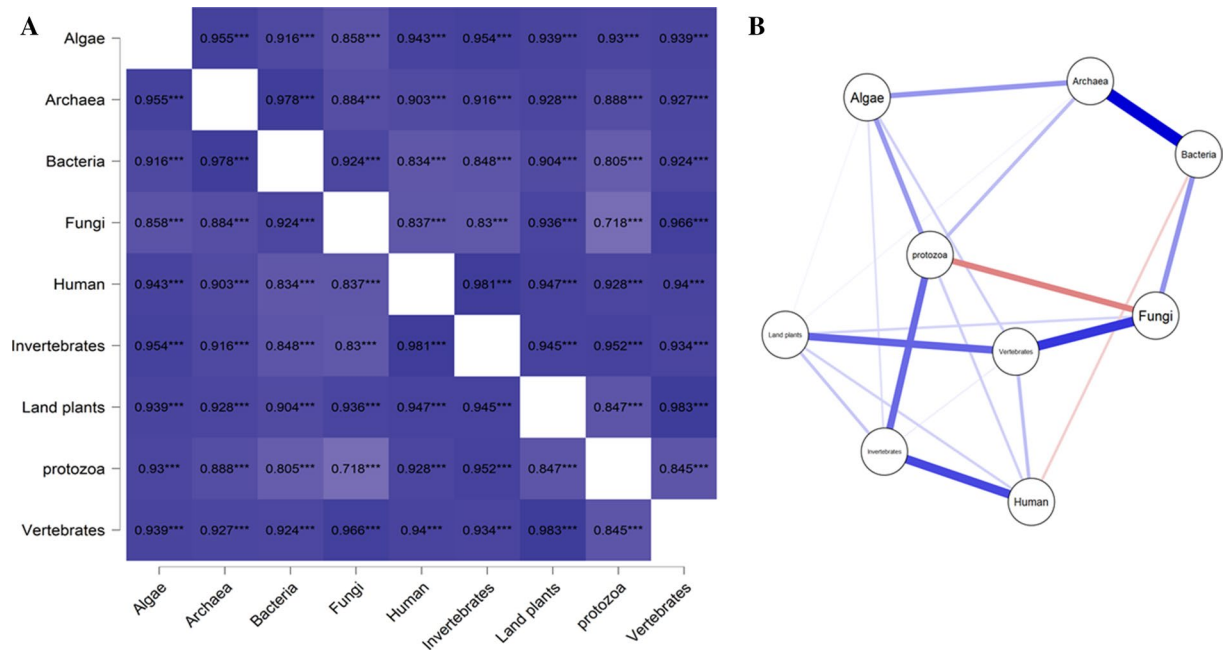 A
B
Algae 0.955*** 0.916*** 0.858*** 0.943*** 0.954*** 0.939*** 0.93*** 0.939***
Archaea 0.955*** 0.978*** 0.884*** 0.903*** 0.916*** 0.928*** 0.888*** 0.927***
Bacteria 0.916*** 0.978*** 0.924*** 0.834*** 0.848*** 0.904*** 0.805*** 0.924***
Fungi 0.858*** 0.884*** 0.924*** 0.837*** 0.83*** 0.936*** 0.718*** 0.966***
Human 0.943*** 0.903*** 0.834*** 0.837*** 0.981*** 0.947*** 0.928*** 0.94***
Invertebrates 0.954*** 0.916*** 0.848*** 0.83*** 0.981*** 0.945*** 0.952*** 0.934***
Land plants 0.939*** 0.928*** 0.904*** 0.936*** 0.947*** 0.945*** 0.847*** 0.983***
protozoa 0.93*** 0.888*** 0.805*** 0.718*** 0.928*** 0.952*** 0.847*** 0.845***
Vertebrates 0.939*** 0.927*** 0.924*** 0.966*** 0.94*** 0.934*** 0.983*** 0.845***
Algae Archaea Bacteria Fungi Human Invertebrates Land plants protozoa Vertebrates
Archaea
Algae
Bacteria
protozoa
Fungi
Land plants
Vertebrates
Invertebrates
Human